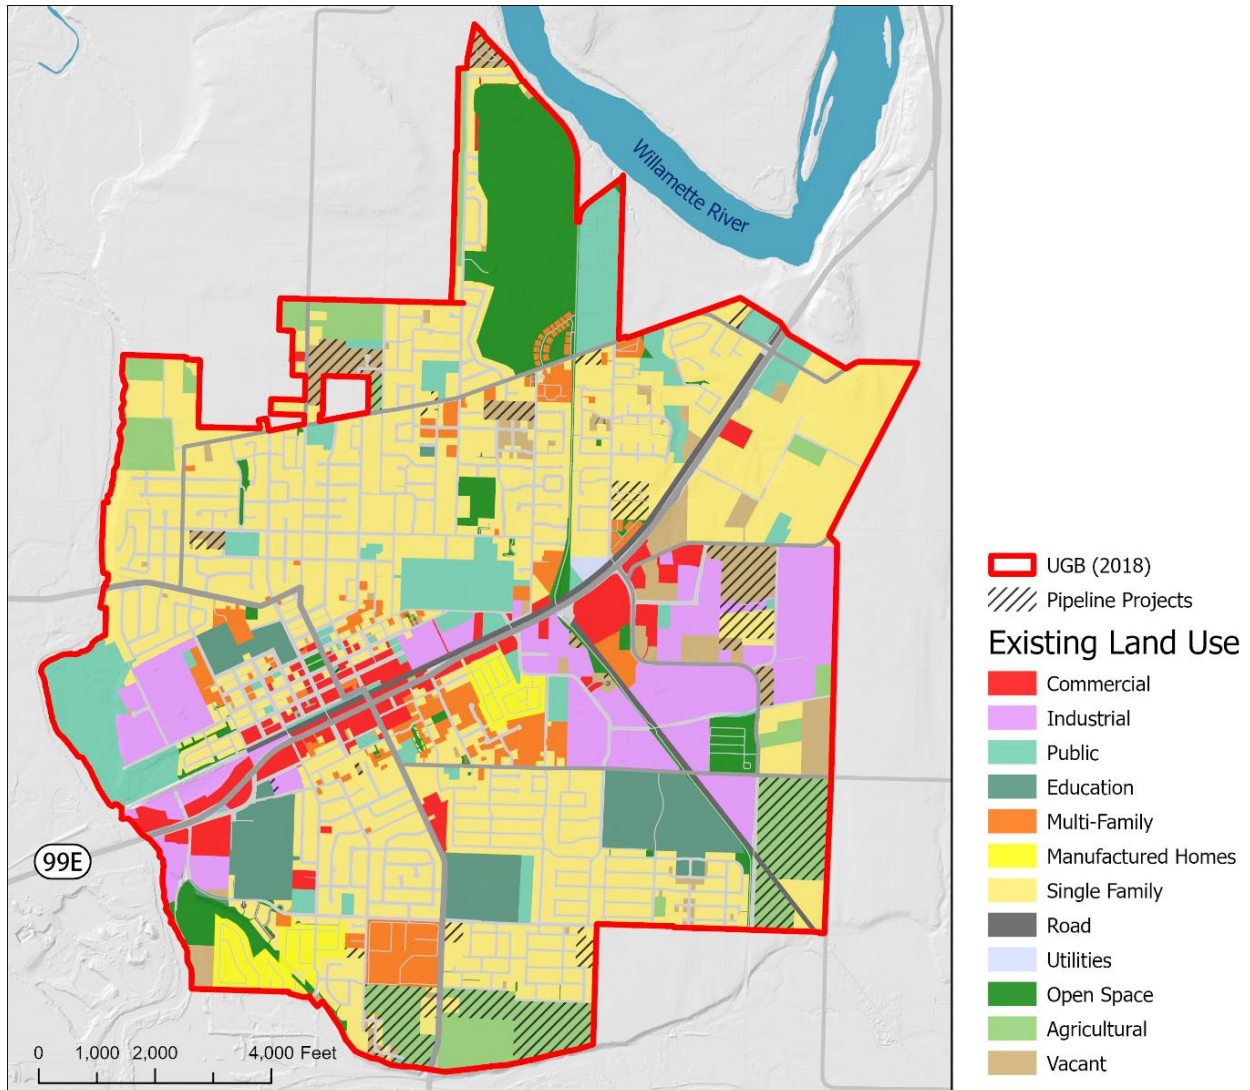 Willamette River
99E
0 1,000 2,000 4,000 Feet
UGB (2018)
Pipeline Projects
Existing Land Use
Commercial
Industrial
Public
Education
Multi-Family
Manufactured Homes
Single Family
Road
Utilities
Open Space
Agricultural
Vacant